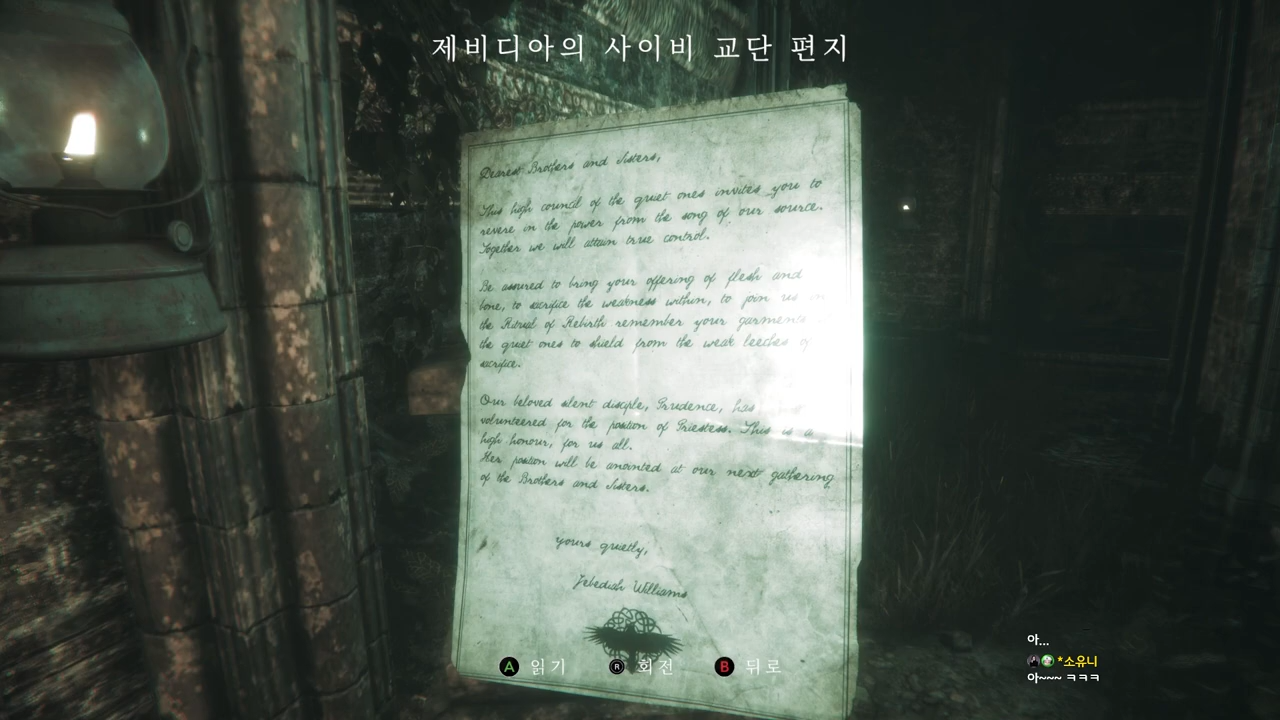 제비디아의 사이비 교단 편지
Dearest Brothers and Sisters,
This high council of the quiet ones invites you to
revere in the power from the song of our source.
Together we will attain true control.
Be assured to bring your offering of flesh and
bone, to sacrifice the weakness within, to join us in
the Ritual of Rebirth remember your garments
the quiet ones to shield from the weak leeches of
sacrifice.
Our beloved silent disciple, Prudence, has
volunteered for the position of Priestess. This is a
high honour, for us all.
Her position will be anointed at our next gathering
of the Brothers and Sisters.
yours quietly,
Jebediah Williams
A 읽기 R 회전 B 뒤로
아...
*소유니
아~~~ ㅋㅋㅋ